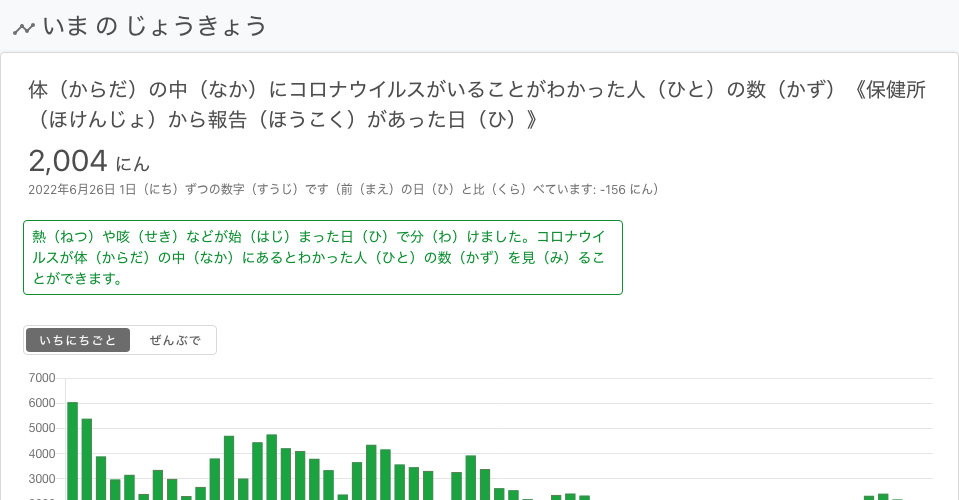 いま の じょうきょう
体（からだ）の中（なか）にコロナウイルスがいることがわかった人（ひと）の数（かず）《保健所
（ほけんじょ）から報告（ほうこく）があった日（ひ）》
2,004 にん
2022年6月26日 1日（にち）ずつの数字（すうじ）です（前（まえ）の日（ひ）と比（くら）べています: -156 にん）
熱（ねつ）や咳（せき）などが始（はじ）まった日（ひ）で分（わ）けました。コロナウイ
ルスが体（からだ）の中（なか）にあるとわかった人（ひと）の数（かず）を見（み）るこ
とができます。
いちにちごと ぜんぶで
7000
6000
5000
4000
3000